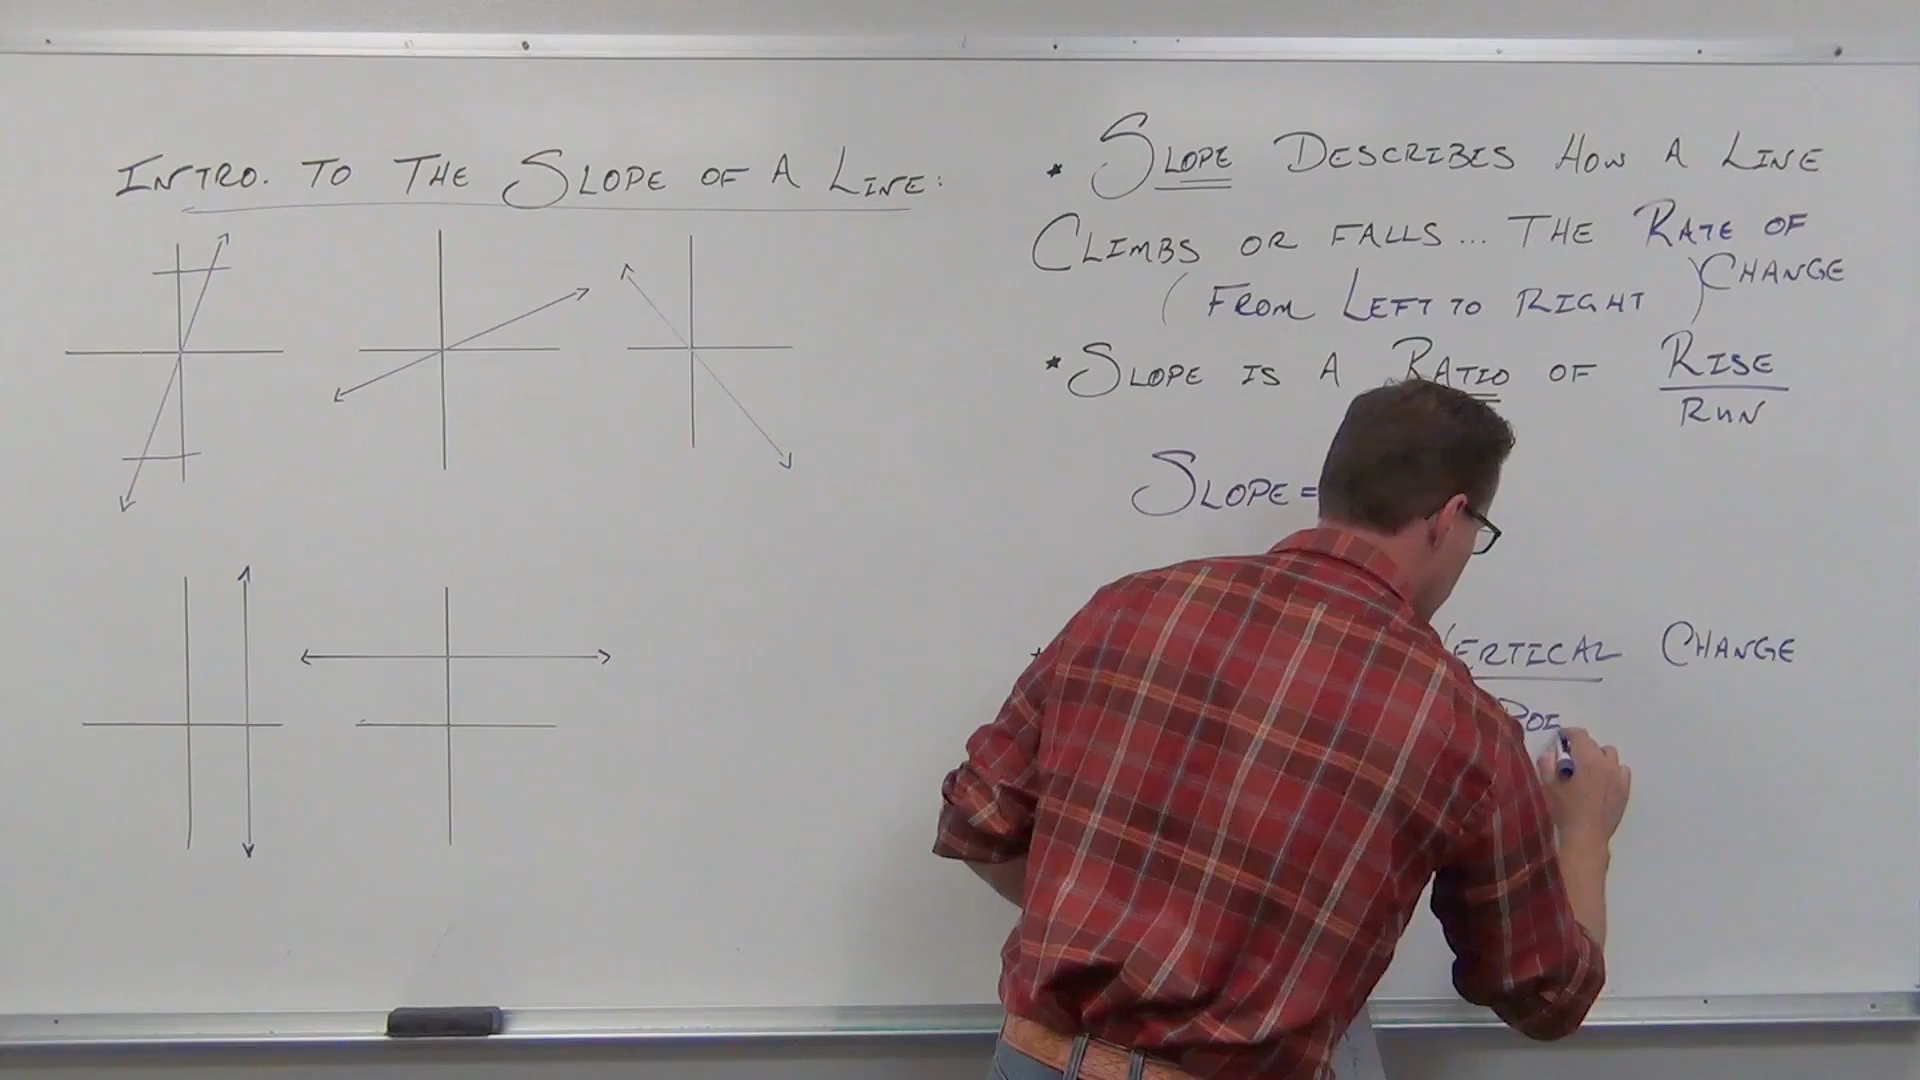 INTRO. TO THE SLOPE OF A LINE:
* SLOPE DESCRIBES HOW A LINE
CLIMBS OR FALLS... THE RATE OF
CHANGE
(FROM LEFT TO RIGHT)
* SLOPE IS A RATIO OF RISE
RUN
SLOPE =
VERTICAL CHANGE